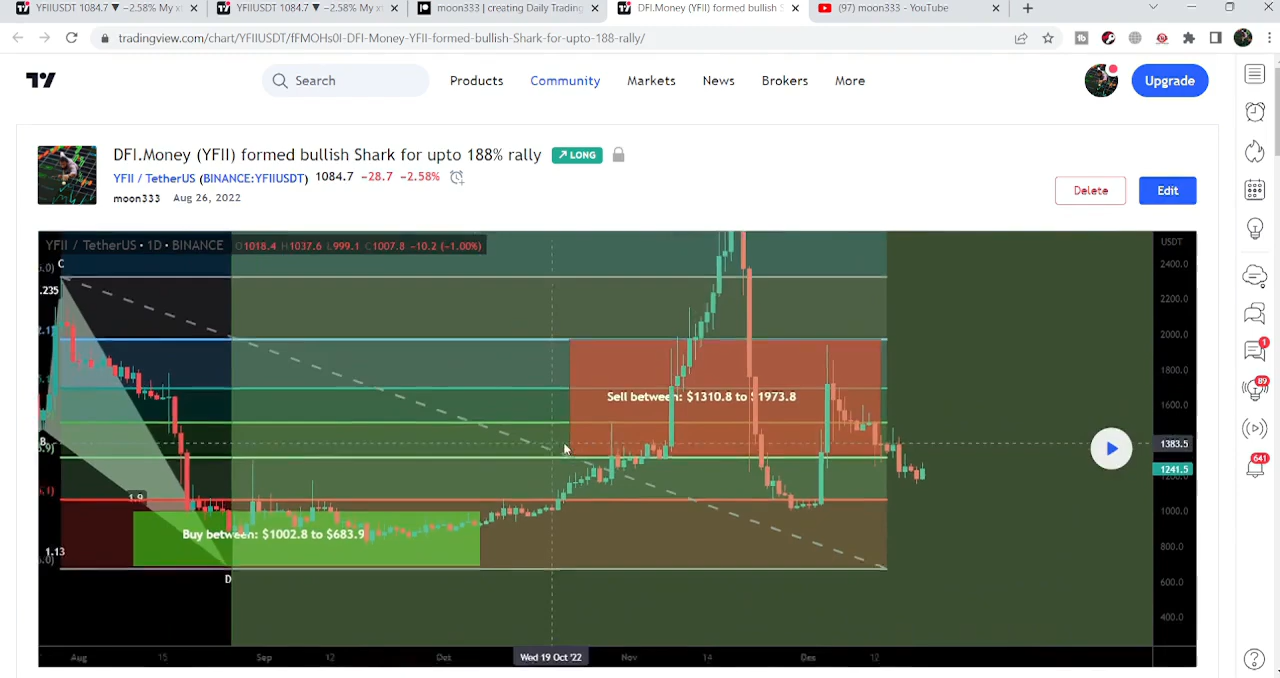 YFIIUSDT 1084.7 ▼ −2.58% My xt
YFIIUSDT 1084.7 ▼ −2.58% My xt
moon333 | creating Daily Trading
DFI.Money (YFII) formed bullish S
(97) moon333 - YouTube
tradingview.com/chart/YFIIUSDT/fFMOHs0I-DFI-Money-YFII-formed-bullish-Shark-for-upto-188-rally/
Search
Products
Community
Markets
News
Brokers
More
Upgrade
DFI.Money (YFII) formed bullish Shark for upto 188% rally
LONG
YFII / TetherUS (BINANCE:YFIIUSDT) 1084.7 −28.7 −2.58%
moon333 Aug 26, 2022
Delete
Edit
YFII / TetherUS • 1D • BINANCE O1018.4 H1037.6 L999.1 C1007.8 −10.2 (−1.00%)
USDT
C
2400.0
.235
2200.0
2000.0
1800.0
1600.0
Sell between: $1310.8 to $1973.8
1383.5
1241.5
1.9
1000.0
Buy between: $1002.8 to $683.9
1.13
800.0
D
600.0
400.0
Aug
15
Sep
12
Oct
Wed 19 Oct '22
Nov
14
Dec
12
1
89
641